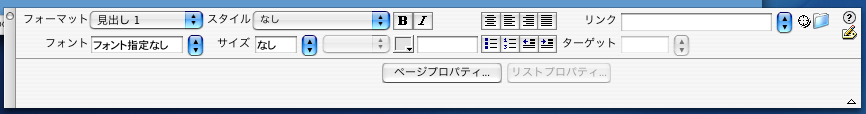 フォーマット 見出し 1 スタイル なし B I リンク
フォント フォント指定なし サイズ なし ターゲット
ページプロパティ... リストプロパティ...